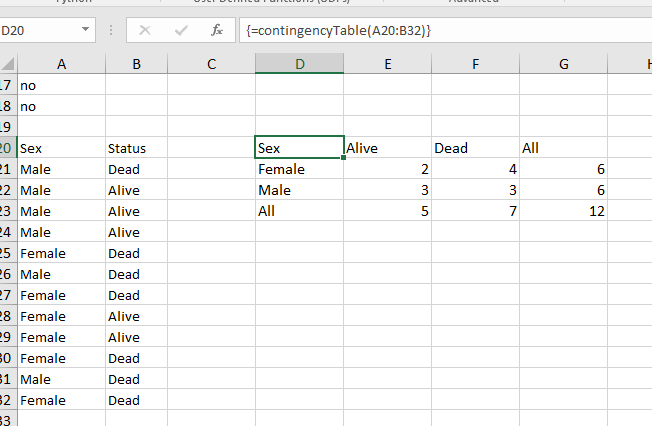 D20 fx {=contingencyTable(A20:B32)}
A B C D E F G
17 no
18 no
19
20 Sex Status Sex Alive Dead All
21 Male Dead Female 2 4 6
22 Male Alive Male 3 3 6
23 Male Alive All 5 7 12
24 Male Alive
25 Female Dead
26 Male Dead
27 Female Dead
28 Female Alive
29 Female Alive
30 Female Dead
31 Male Dead
32 Female Dead
33